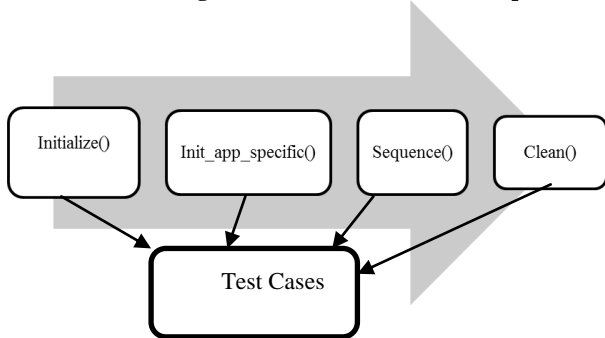 Initialize()
Init_app_specific()
Sequence()
Clean()
Test Cases